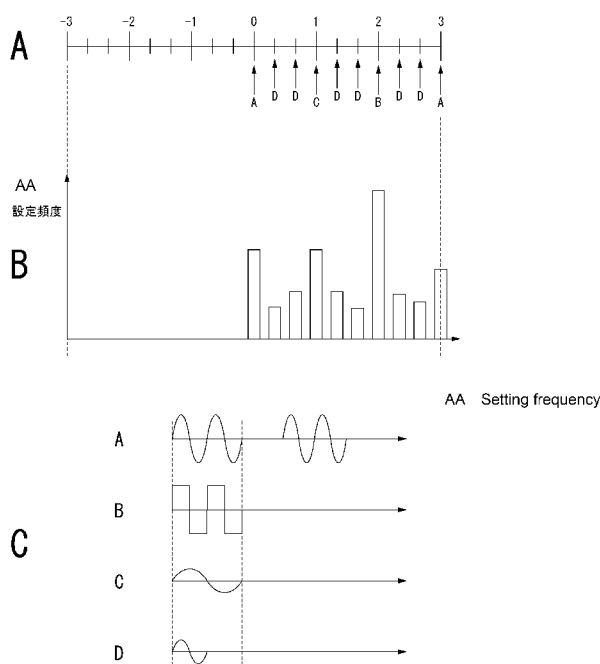 -3 -2 -1 0 1 2 3
A
A D D C D D B D D A
AA
設定頻度
B
AA Setting frequency
A
B
C
C
D